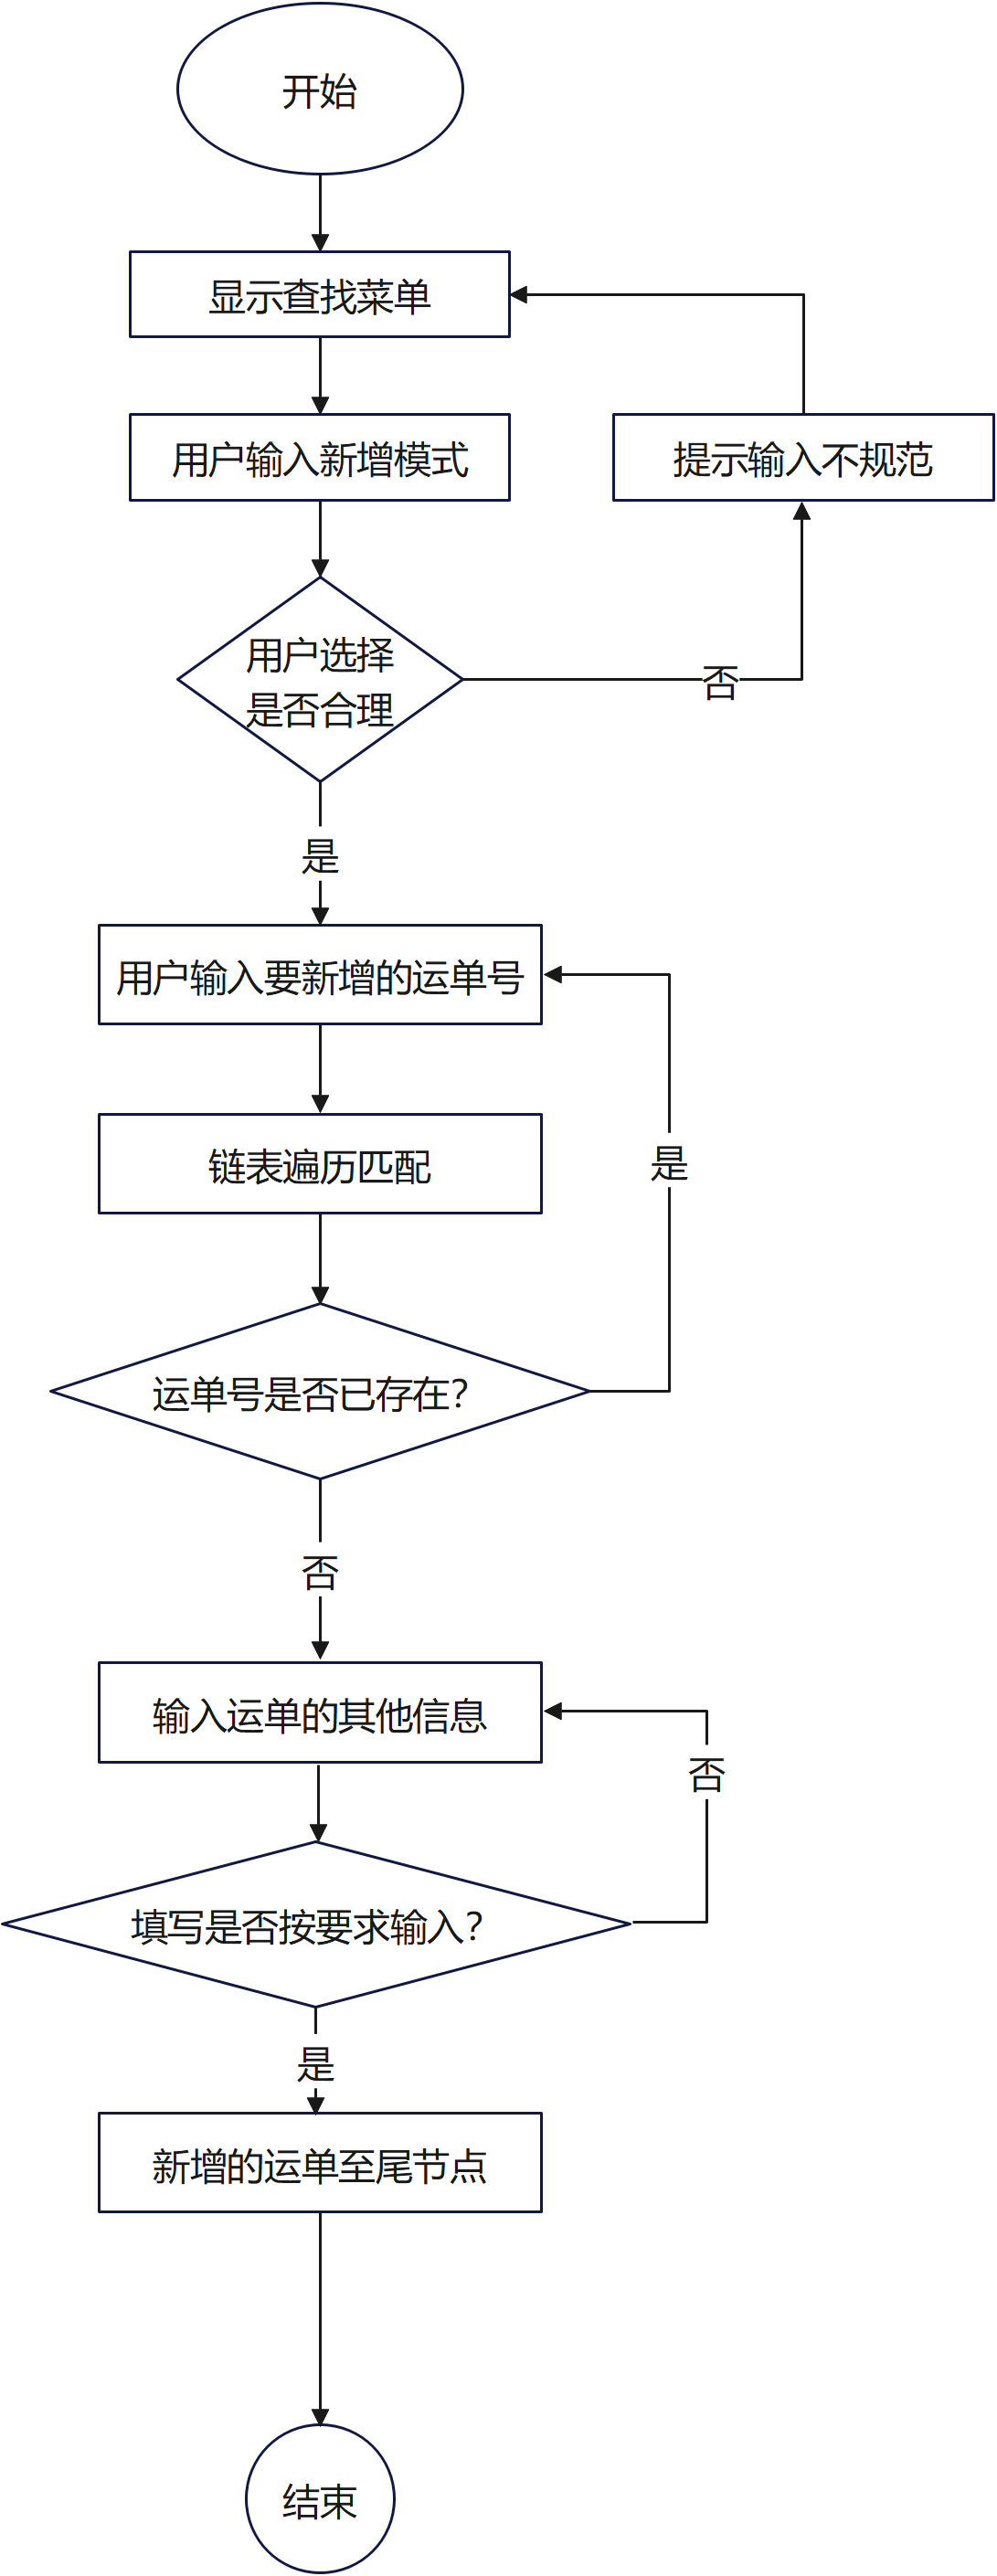 开始
显示查找菜单
用户输入新增模式
提示输入不规范
用户选择
是否合理
否
是
用户输入要新增的运单号
链表遍历匹配
是
运单号是否已存在？
否
输入运单的其他信息
否
填写是否按要求输入？
是
新增的运单至尾节点
结束